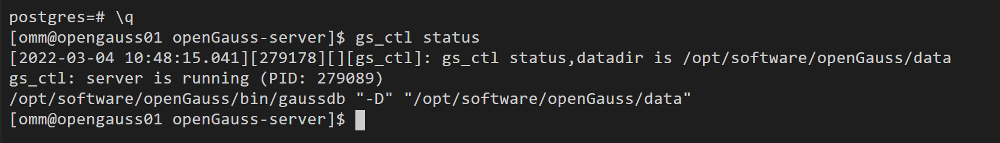 postgres=# \q
[omm@opengauss01 openGauss-server]$ gs_ctl status
[2022-03-04 10:48:15.041][279178][][gs_ctl]: gs_ctl status,datadir is /opt/software/openGauss/data
gs_ctl: server is running (PID: 279089)
/opt/software/openGauss/bin/gaussdb "-D" "/opt/software/openGauss/data"
[omm@opengauss01 openGauss-server]$